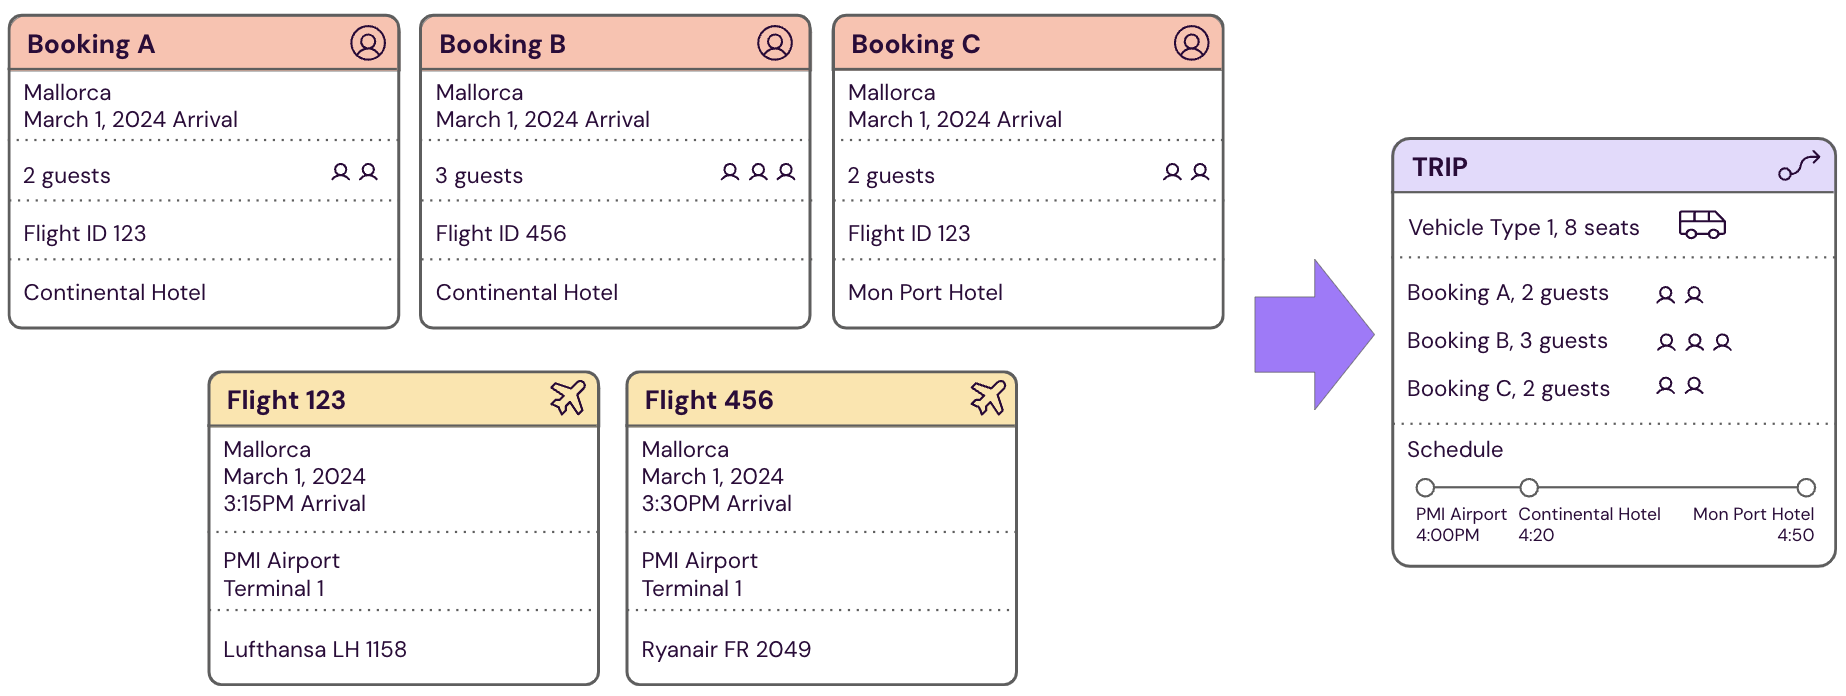 Booking A
Mallorca
March 1, 2024 Arrival
2 guests
Flight ID 123
Continental Hotel
Booking B
Mallorca
March 1, 2024 Arrival
3 guests
Flight ID 456
Continental Hotel
Booking C
Mallorca
March 1, 2024 Arrival
2 guests
Flight ID 123
Mon Port Hotel
Flight 123
Mallorca
March 1, 2024
3:15PM Arrival
PMI Airport
Terminal 1
Lufthansa LH 1158
Flight 456
Mallorca
March 1, 2024
3:30PM Arrival
PMI Airport
Terminal 1
Ryanair FR 2049
TRIP
Vehicle Type 1, 8 seats
Booking A, 2 guests
Booking B, 3 guests
Booking C, 2 guests
Schedule
PMI Airport
4:00PM
Continental Hotel
4:20
Mon Port Hotel
4:50